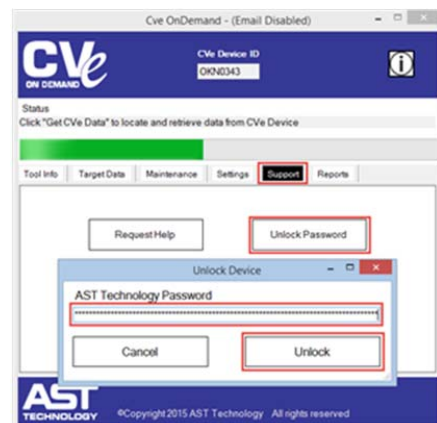 Cve OnDemand - (Email Disabled)
CVe
ON DEMAND
CVe Device ID
OKN0343
Status
Click "Get CVe Data" to locate and retrieve data from CVe Device
Tool Info Target Data Maintenance Settings Support Reports
Request Help Unlock Password
Unlock Device
AST Technology Password
Cancel Unlock
AST
TECHNOLOGY
©Copyright 2015 AST Technology All rights reserved